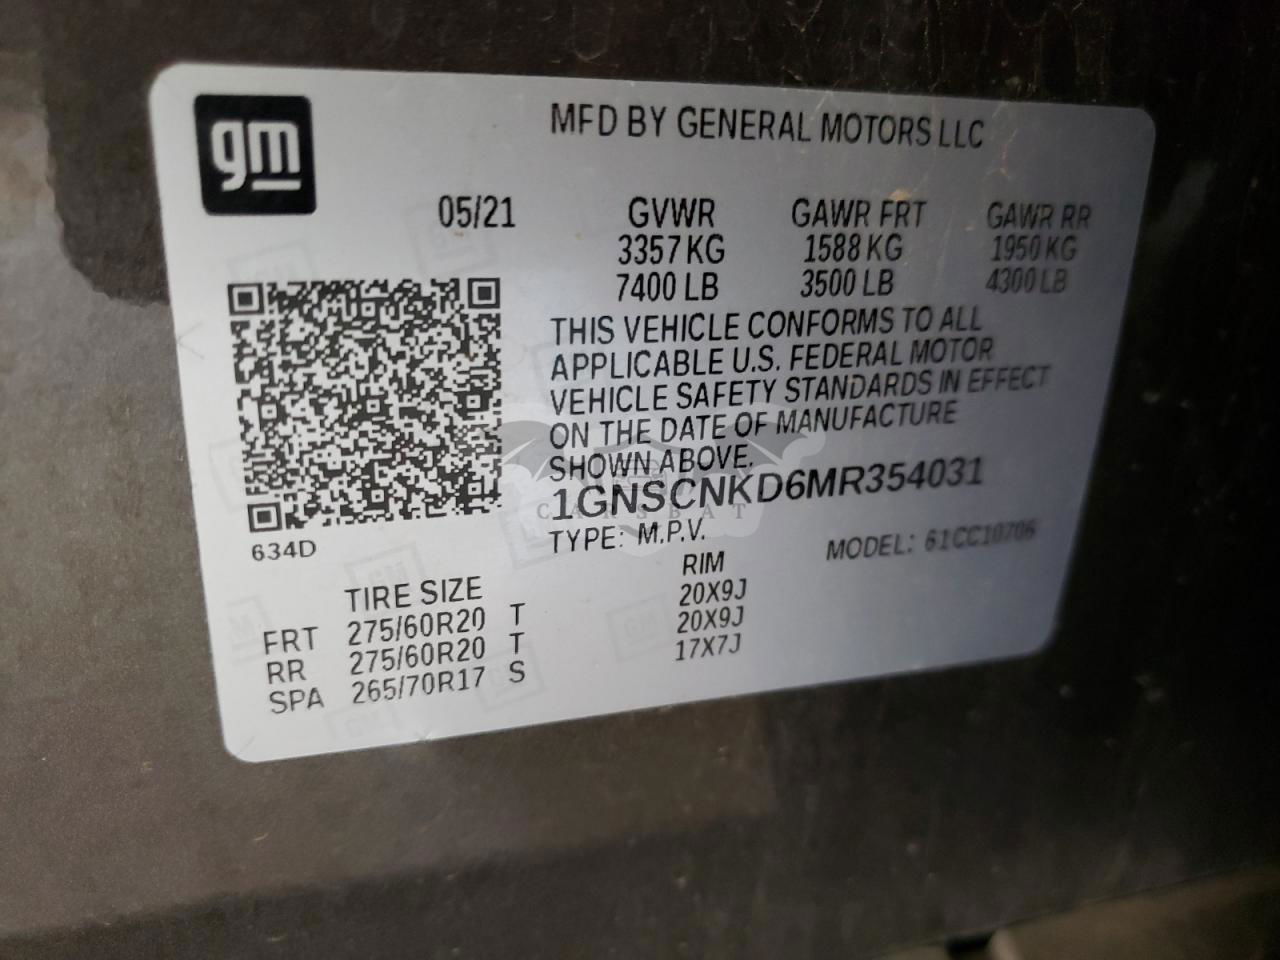 gm
MFD BY GENERAL MOTORS LLC
05/21 GVWR GAWR FRT GAWR RR
3357 KG 1588 KG 1950 KG
7400 LB 3500 LB 4300 LB
THIS VEHICLE CONFORMS TO ALL
APPLICABLE U.S. FEDERAL MOTOR
VEHICLE SAFETY STANDARDS IN EFFECT
ON THE DATE OF MANUFACTURE
SHOWN ABOVE.
1GNSCNKD6MR354031
CARSBAT
TYPE: M.P.V. MODEL: 61CC10706
634D
TIRE SIZE RIM
FRT 275/60R20 T 20X9J
RR 275/60R20 T 20X9J
SPA 265/70R17 S 17X7J